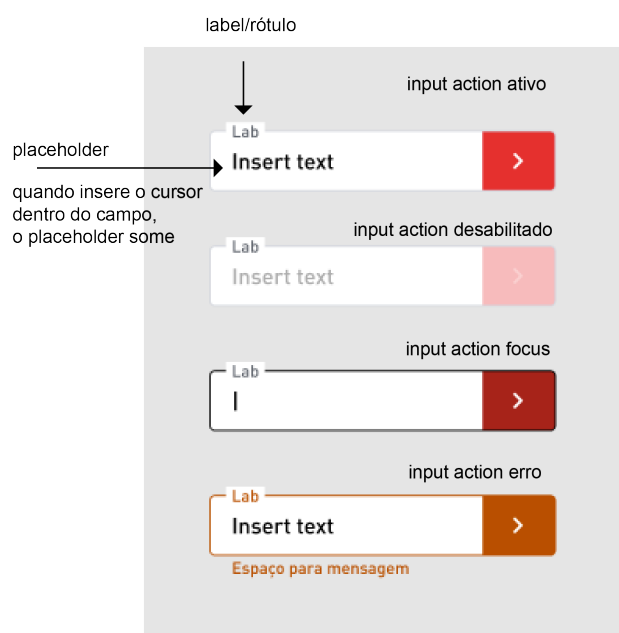 label/rótulo
input action ativo
Lab
placeholder
Insert text
quando insere o cursor
dentro do campo,
o placeholder some
input action desabilitado
Lab
Insert text
input action focus
Lab
input action erro
Lab
Insert text
Espaço para mensagem